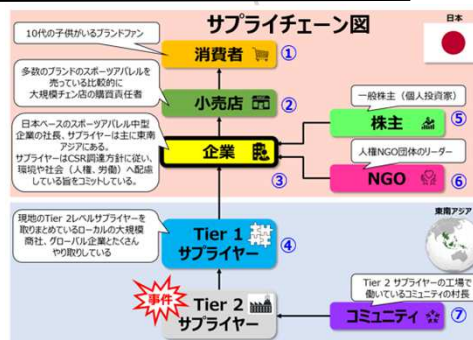 サプライチェーン図
日本
10代の子供がいるブランドファン
消費者
①
多数のブランドのスポーツアパレルを
売っている比較的に
大規模チェン店の購買責任者
小売店
②
一般株主(個人投資家)
株主
⑤
日本ベースのスポーツアパレル中型
企業の社長、サプライヤーは主に東南
アジアにある。
サプライヤーはCSR調達方針に従い、
環境や社会(人権、労働)へ配慮
している旨をコミットしている。
企業
③
人権NGO団体のリーダー
NGO
⑥
現地のTier 2レベルサプライヤーを
取りまとめているローカルの大規模
商社、グローバル企業とたくさん
やり取りしている
Tier 1
サプライヤー
④
東南アジア
事件
Tier 2
サプライヤー
Tier 2 サプライヤーの工場で
働いているコミュニティの村長
コミュニティ
⑦